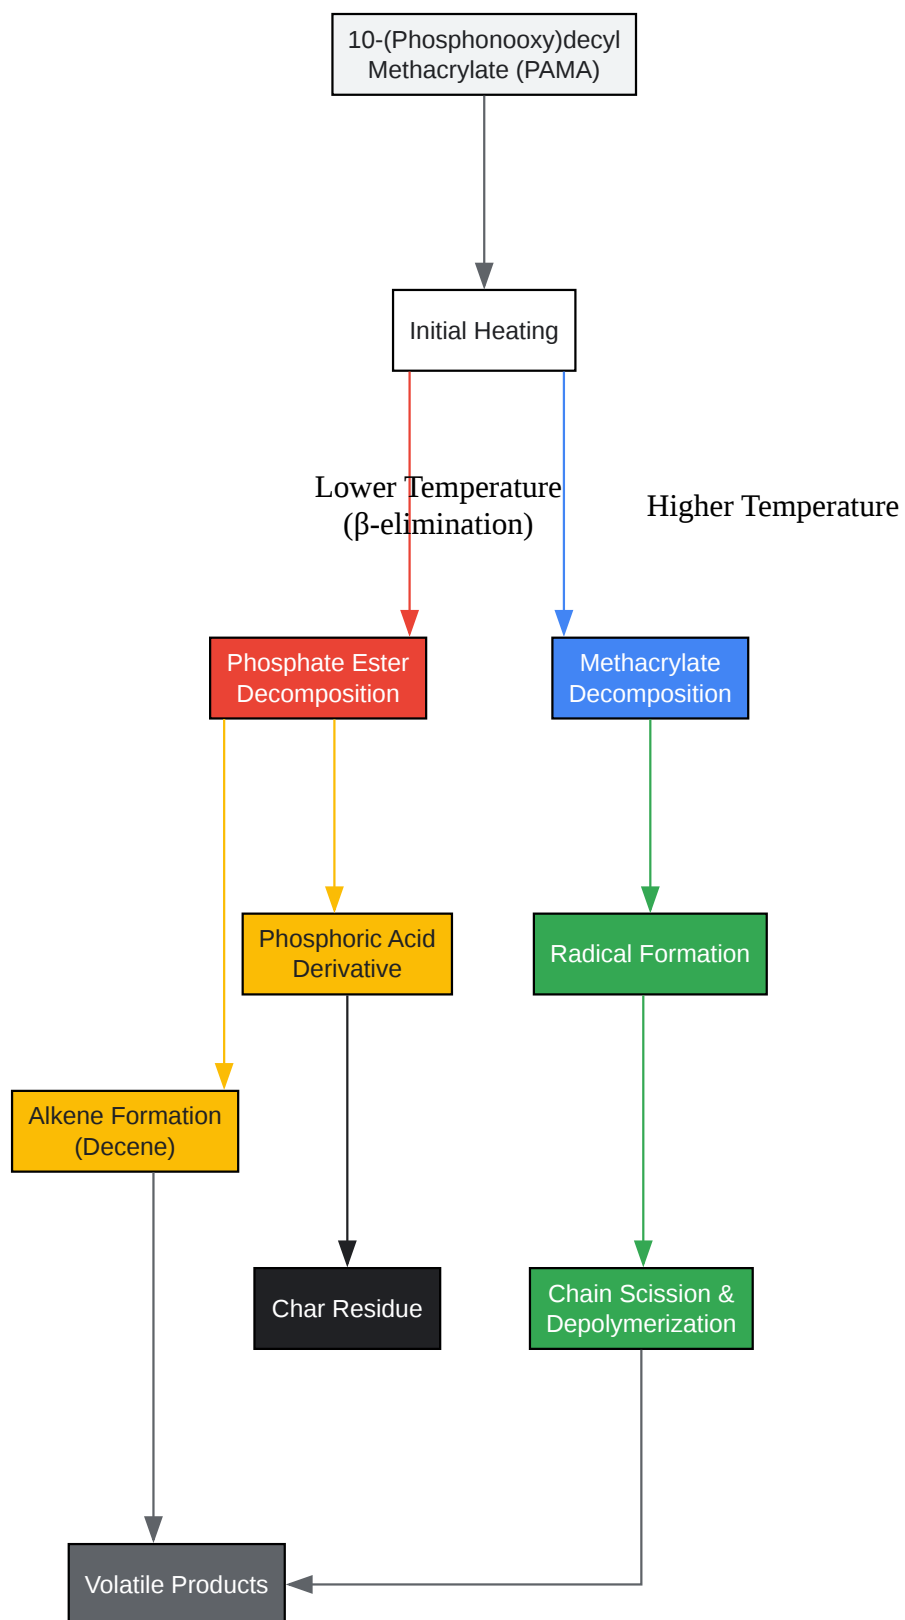 10-(Phosphonooxy)decyl
Methacrylate (PAMA)
Initial Heating
Lower Temperature
(β-elimination)
Higher Temperature
Phosphate Ester
Decomposition
Methacrylate
Decomposition
Phosphoric Acid
Derivative
Radical Formation
Alkene Formation
(Decene)
Char Residue
Chain Scission &
Depolymerization
Volatile Products